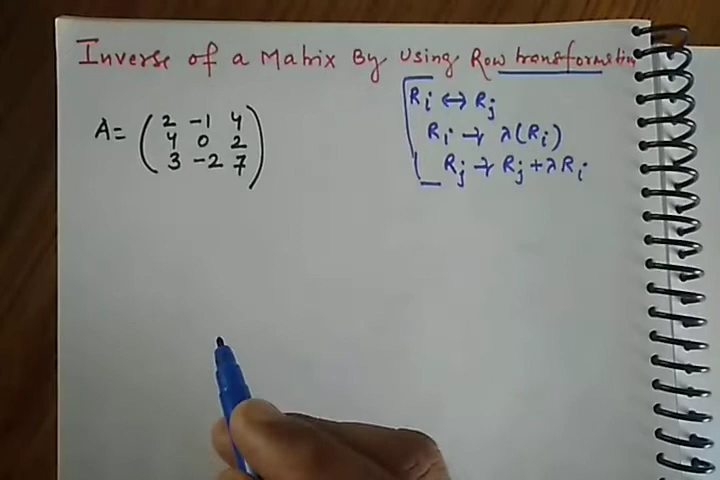 Inverse of a Matrix By Using Row transformation
Ri ↔ Rj
Ri → λ(Ri)
Rj → Rj + λRi
A= ( 2 -1 4
4 0 2
3 -2 7 )